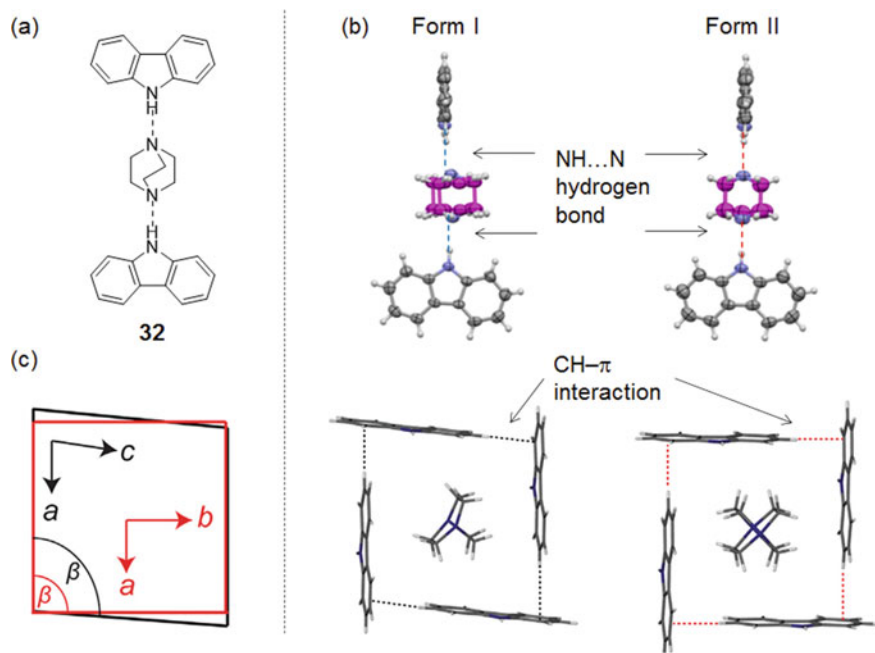 (a)
N
H
N
N
H
N
32
(b)
Form I
Form II
NH...N
hydrogen
bond
CH–π
interaction
(c)
c
a
b
a
β
β